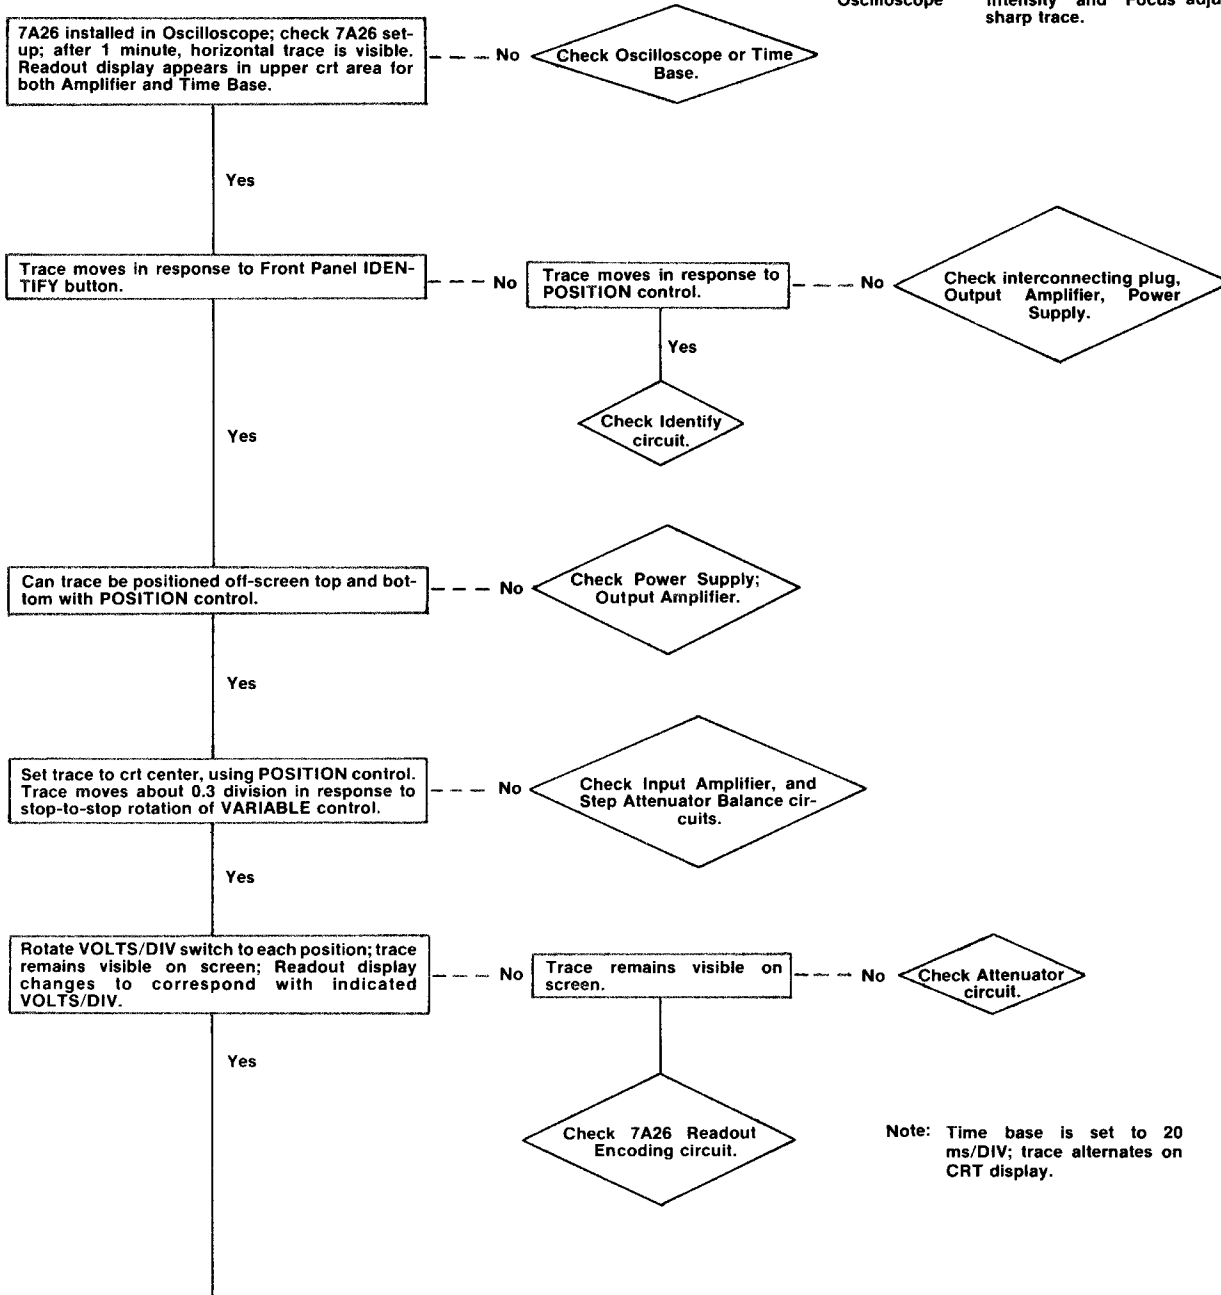 Oscilloscope Intensity and Focus adju
sharp trace.
7A26 installed in Oscilloscope; check 7A26 set-
up; after 1 minute, horizontal trace is visible.
Readout display appears in upper crt area for
both Amplifier and Time Base.
No
Check Oscilloscope or Time
Base.
Yes
Trace moves in response to Front Panel IDEN-
TIFY button.
No
Trace moves in response to
POSITION control.
No
Check interconnecting plug,
Output Amplifier, Power
Supply.
Yes
Check Identify
circuit.
Yes
Can trace be positioned off-screen top and bot-
tom with POSITION control.
No
Check Power Supply;
Output Amplifier.
Yes
Set trace to crt center, using POSITION control.
Trace moves about 0.3 division in response to
stop-to-stop rotation of VARIABLE control.
No
Check Input Amplifier, and
Step Attenuator Balance cir-
cuits.
Yes
Rotate VOLTS/DIV switch to each position; trace
remains visible on screen; Readout display
changes to correspond with indicated
VOLTS/DIV.
No
Trace remains visible on
screen.
No
Check Attenuator
circuit.
Yes
Check 7A26 Readout
Encoding circuit.
Note: Time base is set to 20
ms/DIV; trace alternates on
CRT display.